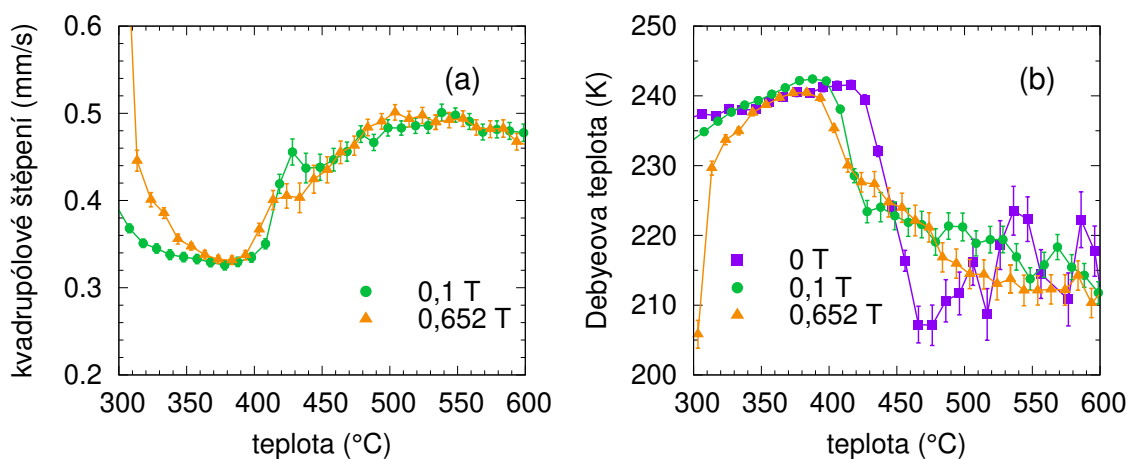 kvadrupólové štěpení (mm/s)
0.6
0.5
0.4
0.3
0.2
300 350 400 450 500 550 600
teplota (°C)
(a)
0,1 T
0,652 T
Debyeova teplota (K)
250
240
230
220
210
200
300 350 400 450 500 550 600
teplota (°C)
(b)
0 T
0,1 T
0,652 T